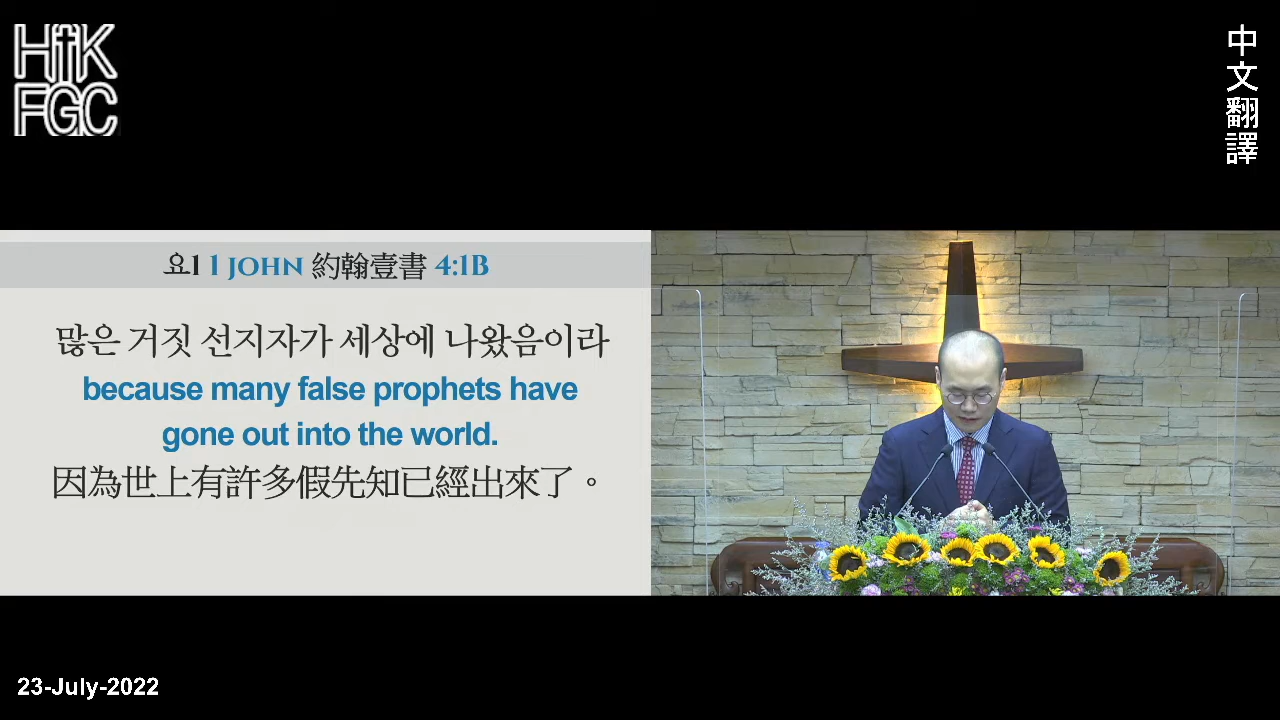 HK
FGC
中文翻譯
요1 1 JOHN 約翰壹書 4:1B
많은 거짓 선지자가 세상에 나왔음이라
because many false prophets have
gone out into the world.
因為世上有許多假先知已經出來了。
23-July-2022